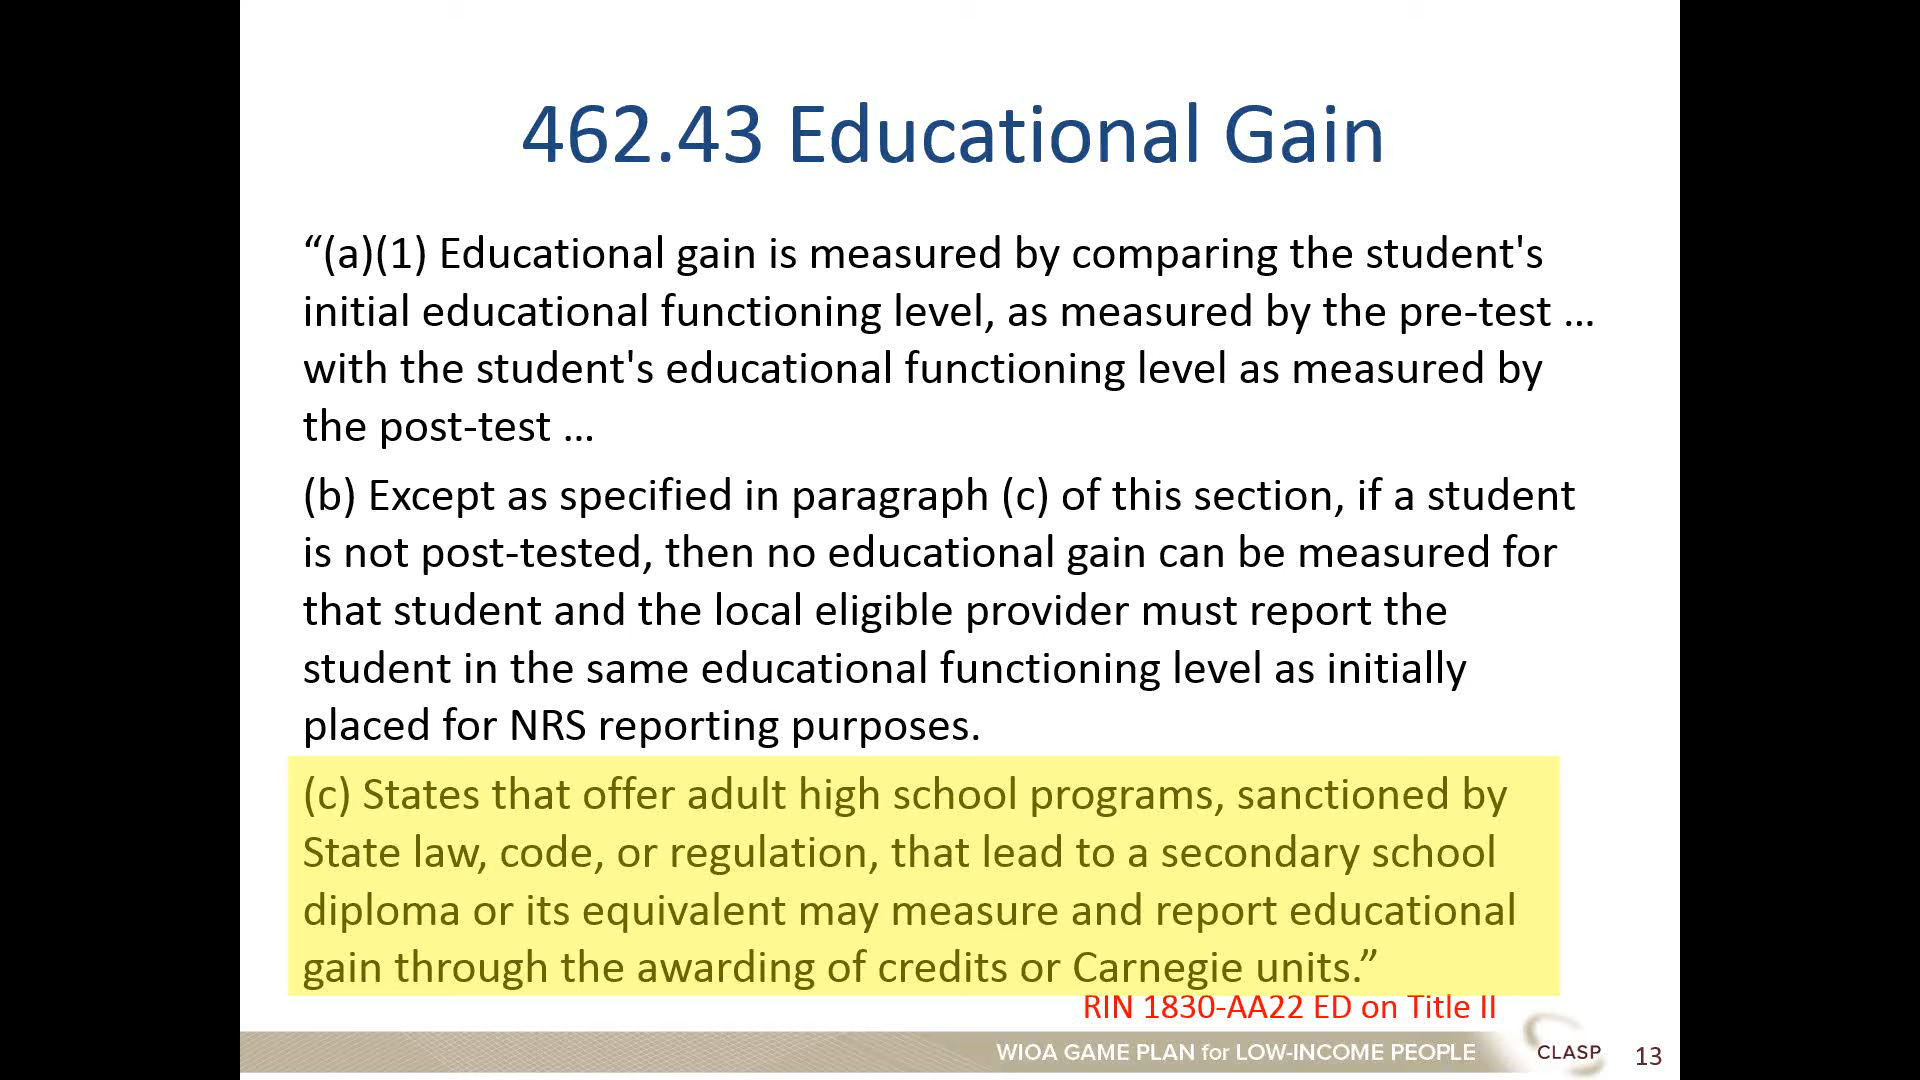 462.43 Educational Gain
“(a)(1) Educational gain is measured by comparing the student's
initial educational functioning level, as measured by the pre-test …
with the student's educational functioning level as measured by
the post-test …
(b) Except as specified in paragraph (c) of this section, if a student
is not post-tested, then no educational gain can be measured for
that student and the local eligible provider must report the
student in the same educational functioning level as initially
placed for NRS reporting purposes.
(c) States that offer adult high school programs, sanctioned by
State law, code, or regulation, that lead to a secondary school
diploma or its equivalent may measure and report educational
gain through the awarding of credits or Carnegie units.”
RIN 1830-AA22 ED on Title II
WIOA GAME PLAN for LOW-INCOME PEOPLE
CLASP
13